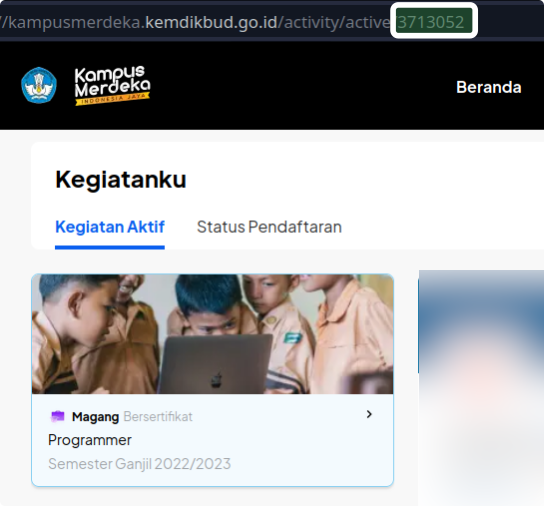 //kampusmerdeka.kemdikbud.go.id/activity/active/3713052
Kampus
Merdeka
INDONESIA JAYA
Beranda
Kegiatanku
Kegiatan Aktif Status Pendaftaran
Magang Bersertifikat
Programmer
Semester Ganjil 2022/2023